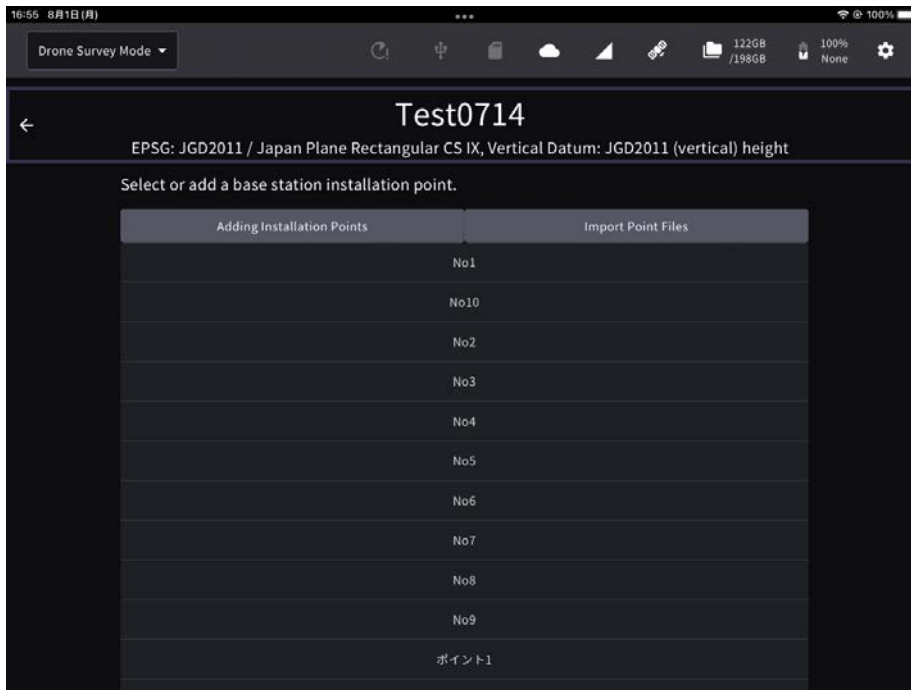 16:55 8月1日(月)
100%
Drone Survey Mode
122GB
/198GB
100%
None
Test0714
EPSG: JGD2011 / Japan Plane Rectangular CS IX, Vertical Datum: JGD2011 (vertical) height
Select or add a base station installation point.
Adding Installation Points
Import Point Files
No1
No10
No2
No3
No4
No5
No6
No7
No8
No9
ポイント1